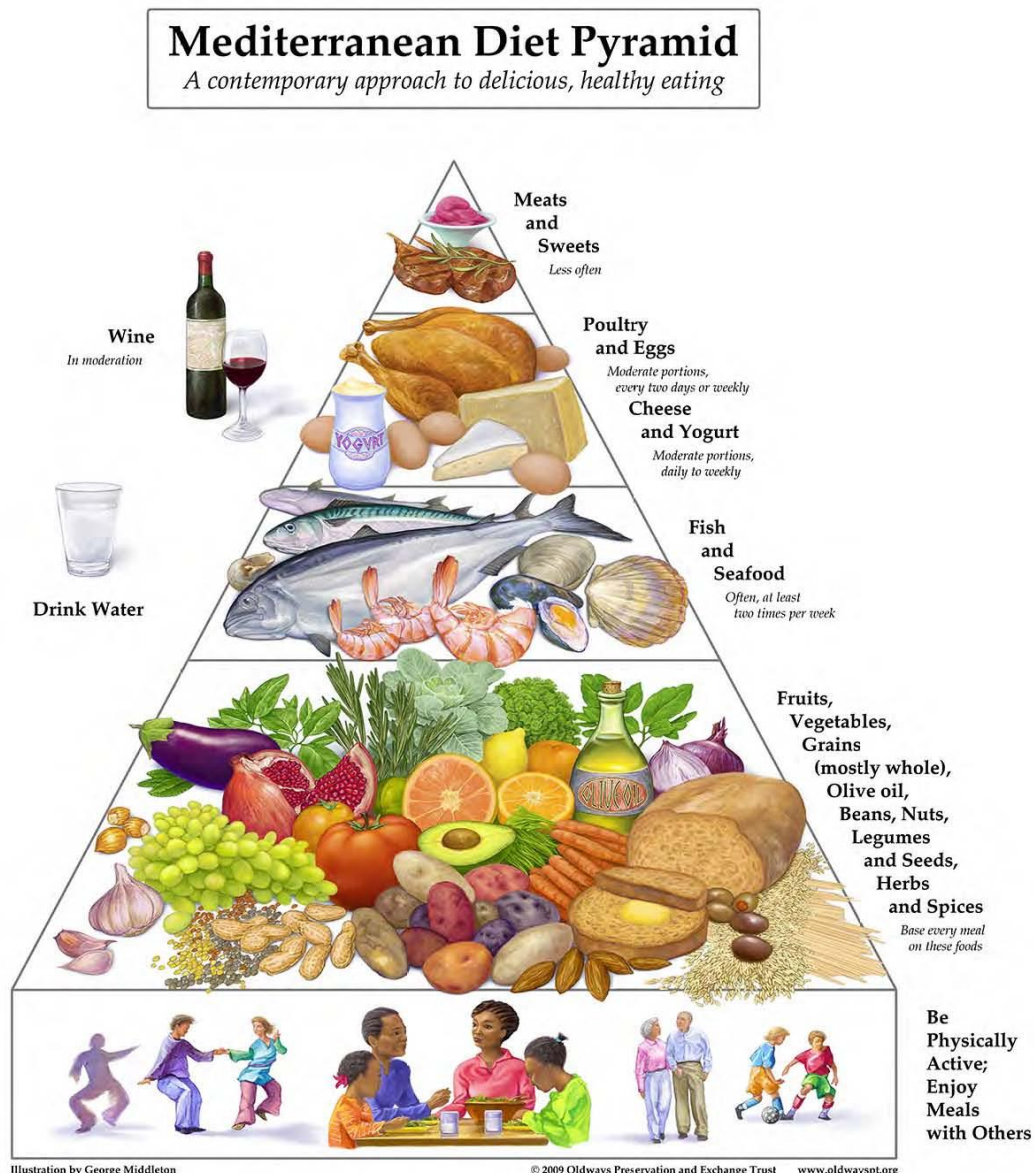 Mediterranean Diet Pyramid
A contemporary approach to delicious, healthy eating
Meats
and
Sweets
Less often
Wine
In moderation
Poultry
and Eggs
Moderate portions,
every two days or weekly
Cheese
and Yogurt
Moderate portions,
daily to weekly
YOGURT
Drink Water
Fish
and
Seafood
Often, at least
two times per week
Fruits,
Vegetables,
Grains
(mostly whole),
Olive oil,
Beans, Nuts,
Legumes
and Seeds,
Herbs
and Spices
Base every meal
on these foods
OLIVE OIL
Be
Physically
Active;
Enjoy
Meals
with Others
Illustration by George Middleton
© 2009 Oldways Preservation and Exchange Trust
www.oldwayspt.org